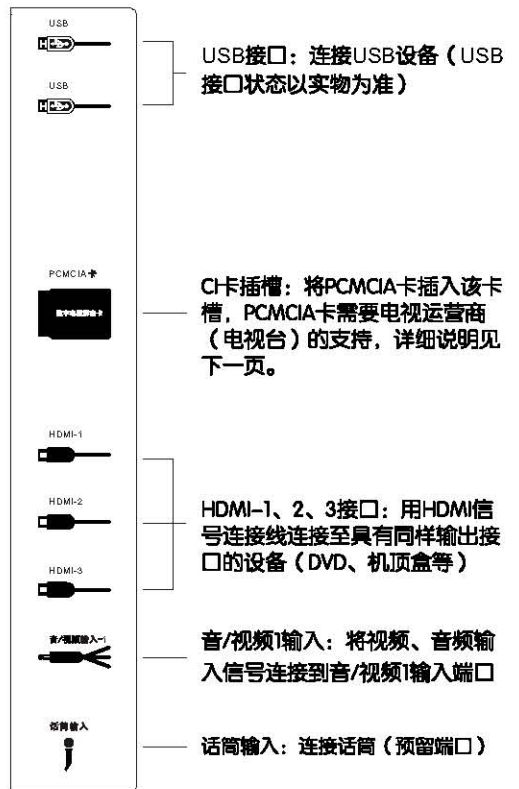 USB
USB接口：连接USB设备（USB
接口状态以实物为准）
USB
PCMCIA卡
数字电视解密卡
CI卡插槽：将PCMCIA卡插入该卡
槽，PCMCIA卡需要电视运营商
（电视台）的支持，详细说明见
下一页。
HDMI-1
HDMI-2
HDMI-3
HDMI-1、2、3接口：用HDMI信
号连接线连接至具有同样输出接
口的设备（DVD、机顶盒等）
音/视频输入-1
音/视频1输入：将视频、音频输
入信号连接到音/视频1输入端口
话筒输入
话筒输入：连接话筒（预留端口）